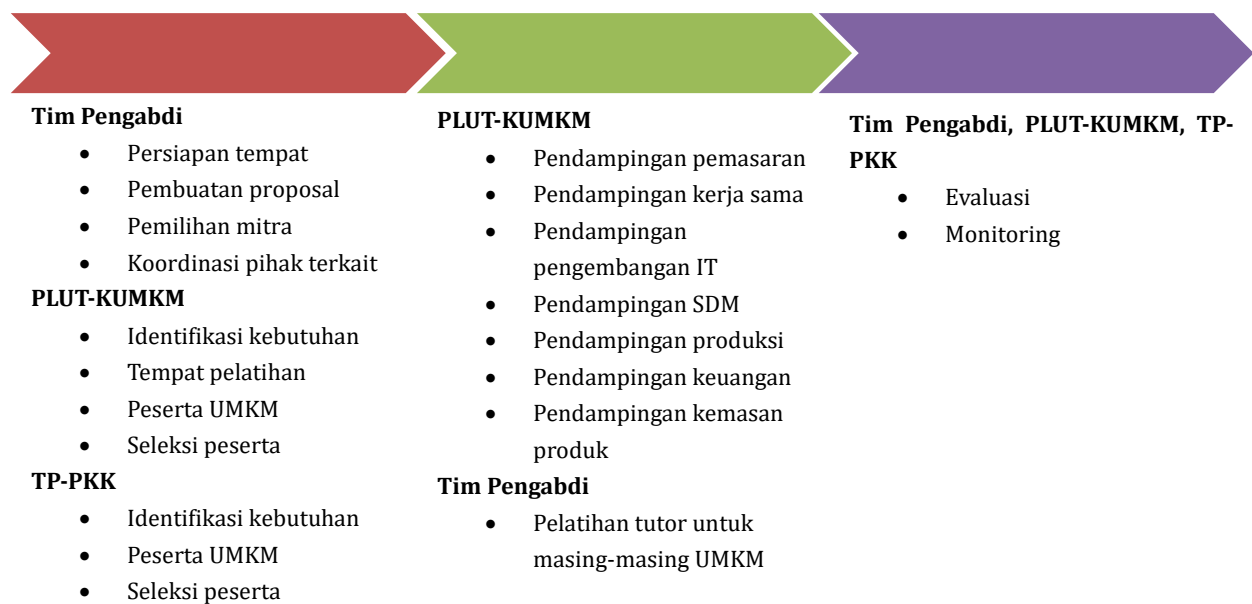 Tim Pengabdi
• Persiapan tempat
• Pembuatan proposal
• Pemilihan mitra
• Koordinasi pihak terkait
PLUT-KUMKM
• Identifikasi kebutuhan
• Tempat pelatihan
• Peserta UMKM
• Seleksi peserta
TP-PKK
• Identifikasi kebutuhan
• Peserta UMKM
• Seleksi peserta
PLUT-KUMKM
• Pendampingan pemasaran
• Pendampingan kerja sama
• Pendampingan
pengembangan IT
• Pendampingan SDM
• Pendampingan produksi
• Pendampingan keuangan
• Pendampingan kemasan
produk
Tim Pengabdi
• Pelatihan tutor untuk
masing-masing UMKM
Tim Pengabdi, PLUT-KUMKM, TP-
PKK
• Evaluasi
• Monitoring